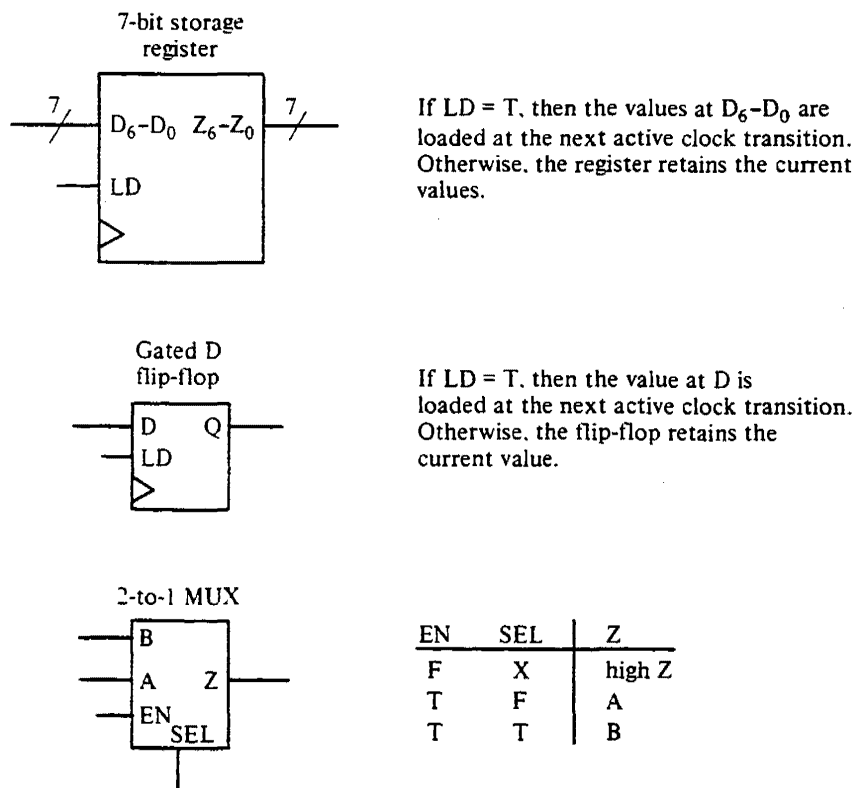 7-bit storage
register
7
D₆-D₀ Z₆-Z₀
7
LD
If LD = T, then the values at D₆-D₀ are
loaded at the next active clock transition.
Otherwise, the register retains the current
values.
Gated D
flip-flop
D Q
LD
If LD = T, then the value at D is
loaded at the next active clock transition.
Otherwise, the flip-flop retains the
current value.
2-to-1 MUX
B
A Z
EN
SEL
EN SEL Z
F X high Z
T F A
T T B